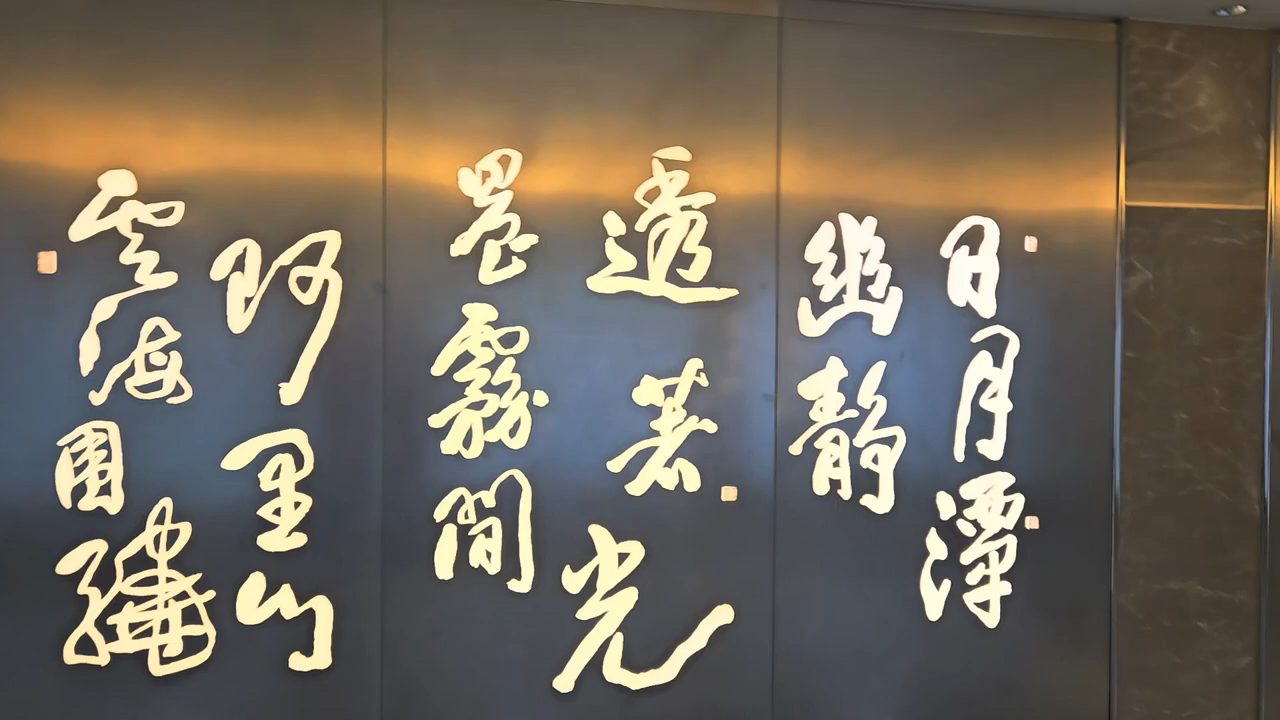 日月潭
幽靜
透著光
晨霧間
阿里山
雲海圍繞